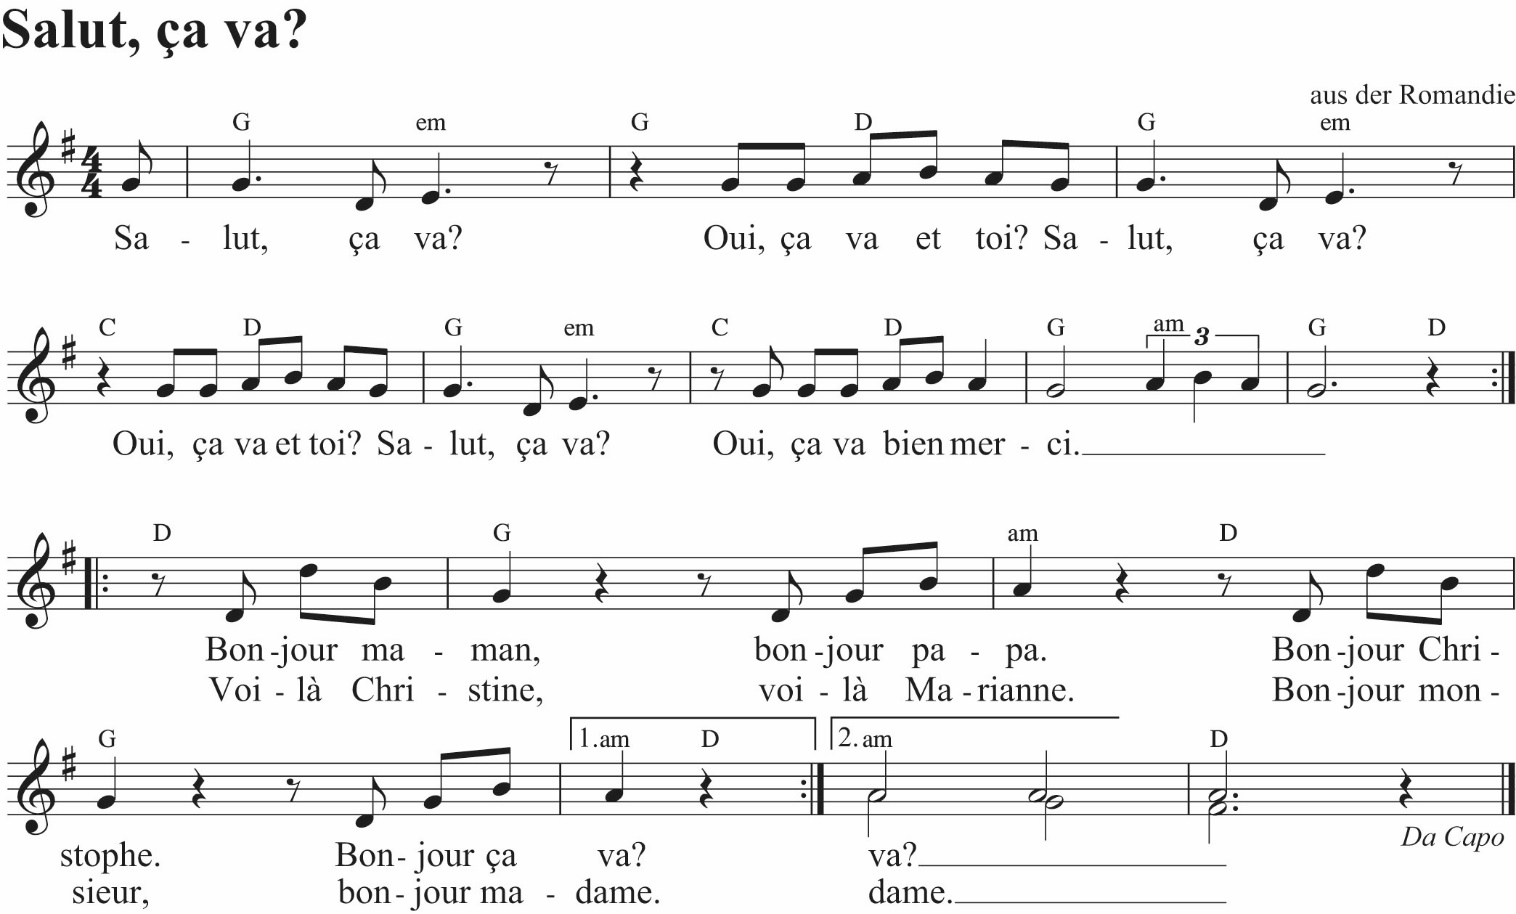 Salut, ça va?
aus der Romandie
G em G D G em
4
4
Sa - lut, ça va? Oui, ça va et toi? Sa - lut, ça va?
C D G em C D G am G D
3
Oui, ça va et toi? Sa - lut, ça va? Oui, ça va bien mer - ci.
D G am D
Bon - jour ma - man, bon - jour pa - pa. Bon - jour Chri -
Voi - là Chri - stine, voi - là Ma - rianne. Bon - jour mon -
G 1. am D 2. am D
Da Capo
stophe. Bon - jour ça va? va?
sieur, bon - jour ma - dame. dame.